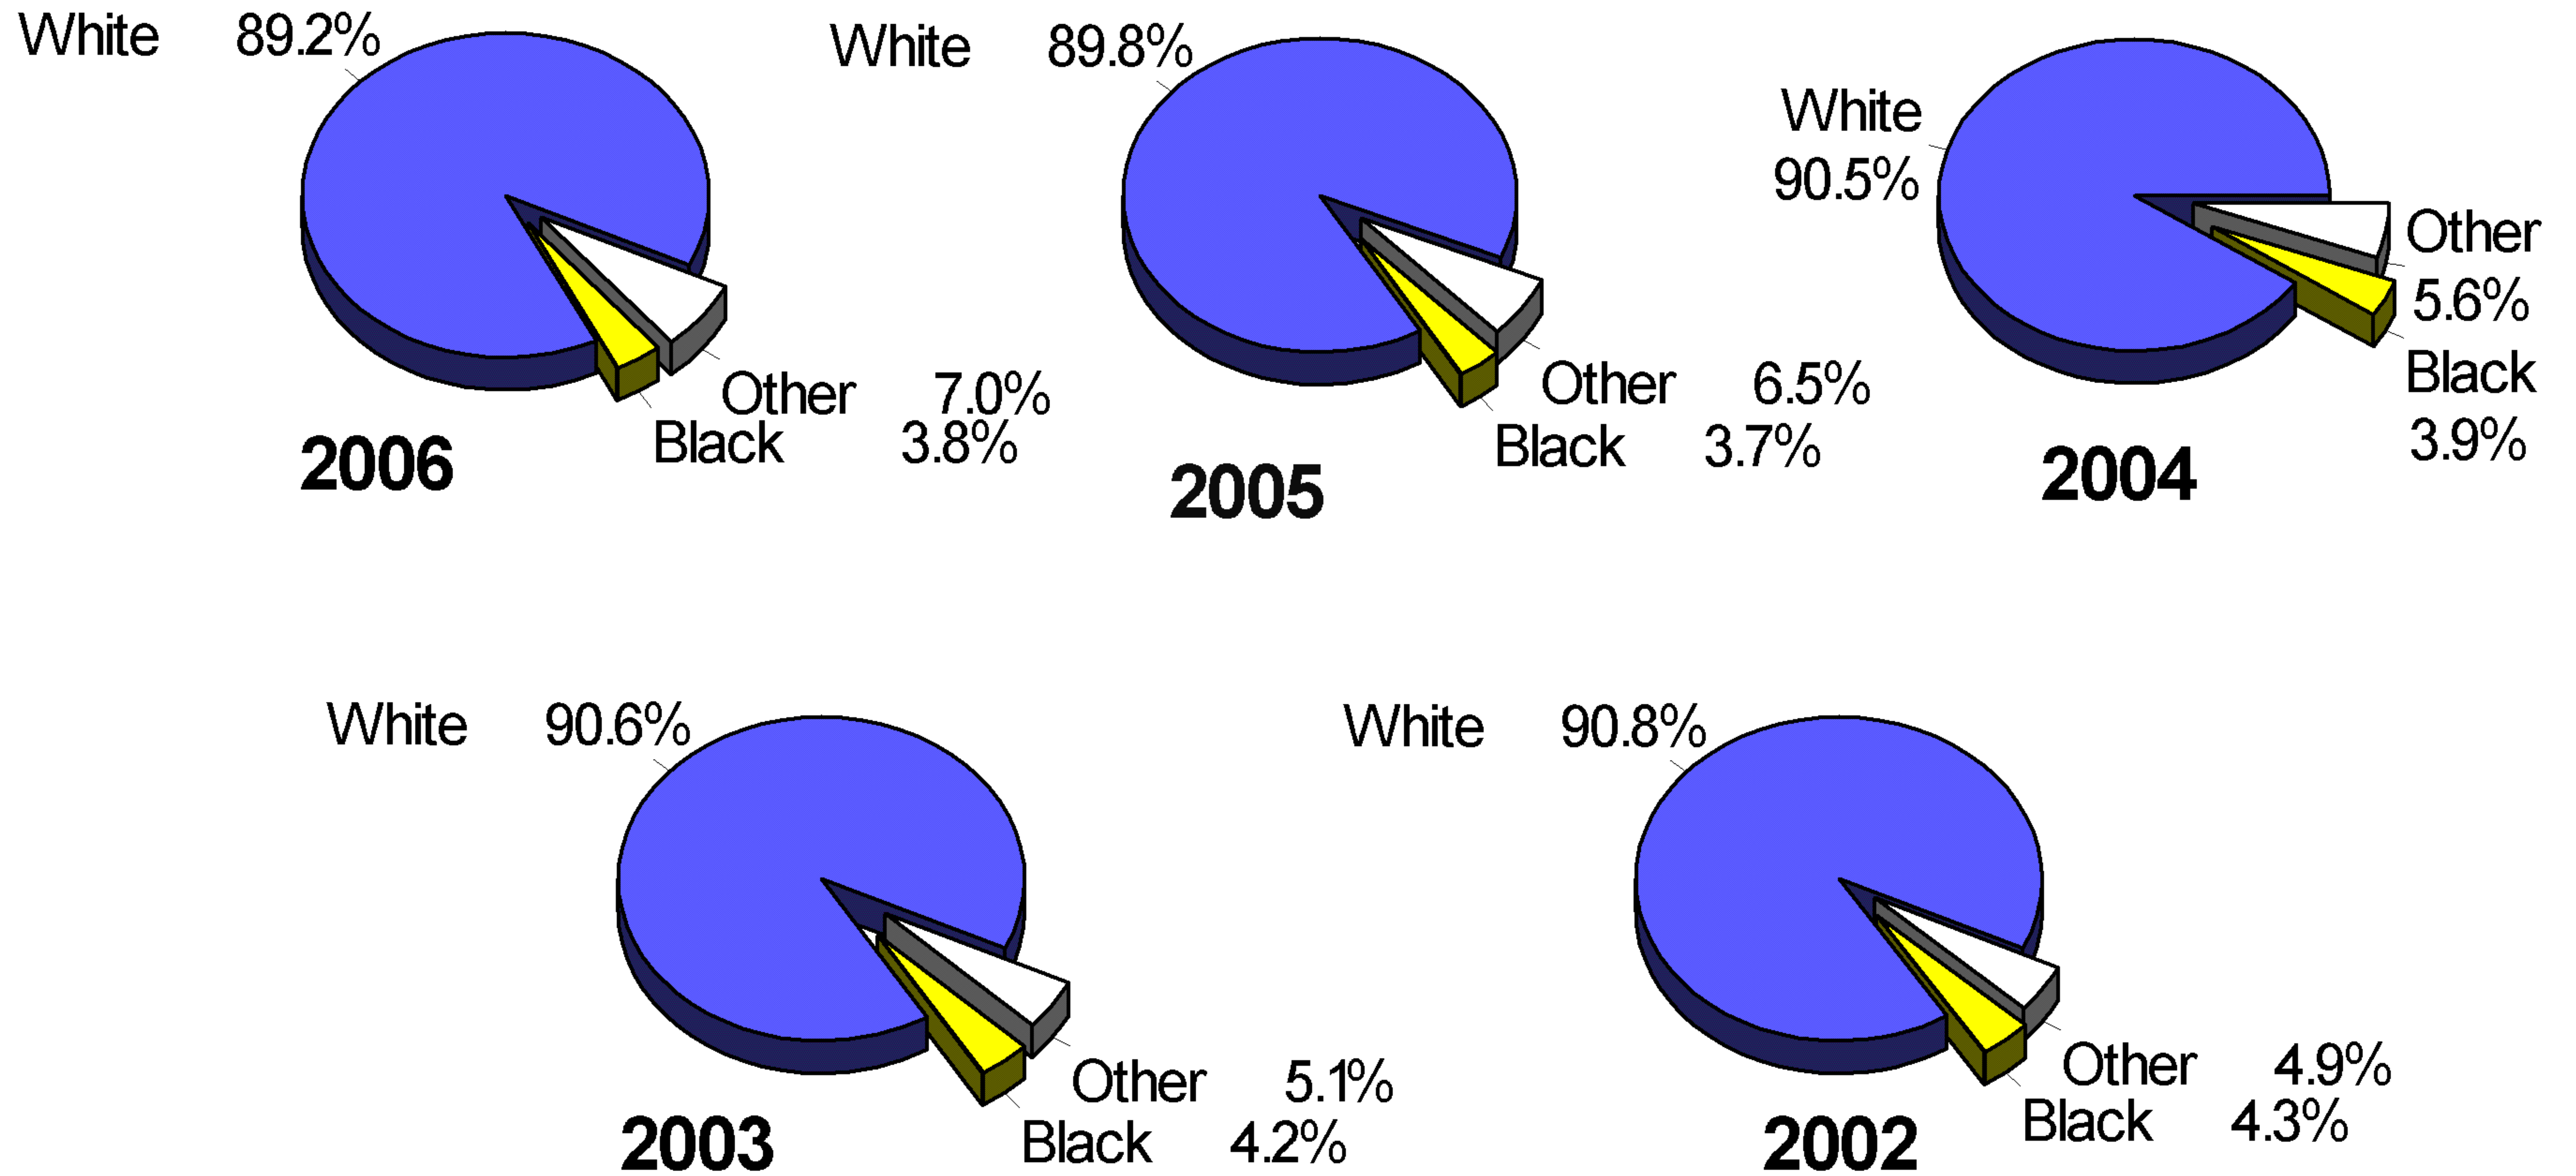 White 89.2%
Other 7.0%
Black 3.8%
2006
White 89.8%
Other 6.5%
Black 3.7%
2005
White
90.5%
Other
5.6%
Black
3.9%
2004
White 90.6%
Other 5.1%
Black 4.2%
2003
White 90.8%
Other 4.9%
Black 4.3%
2002